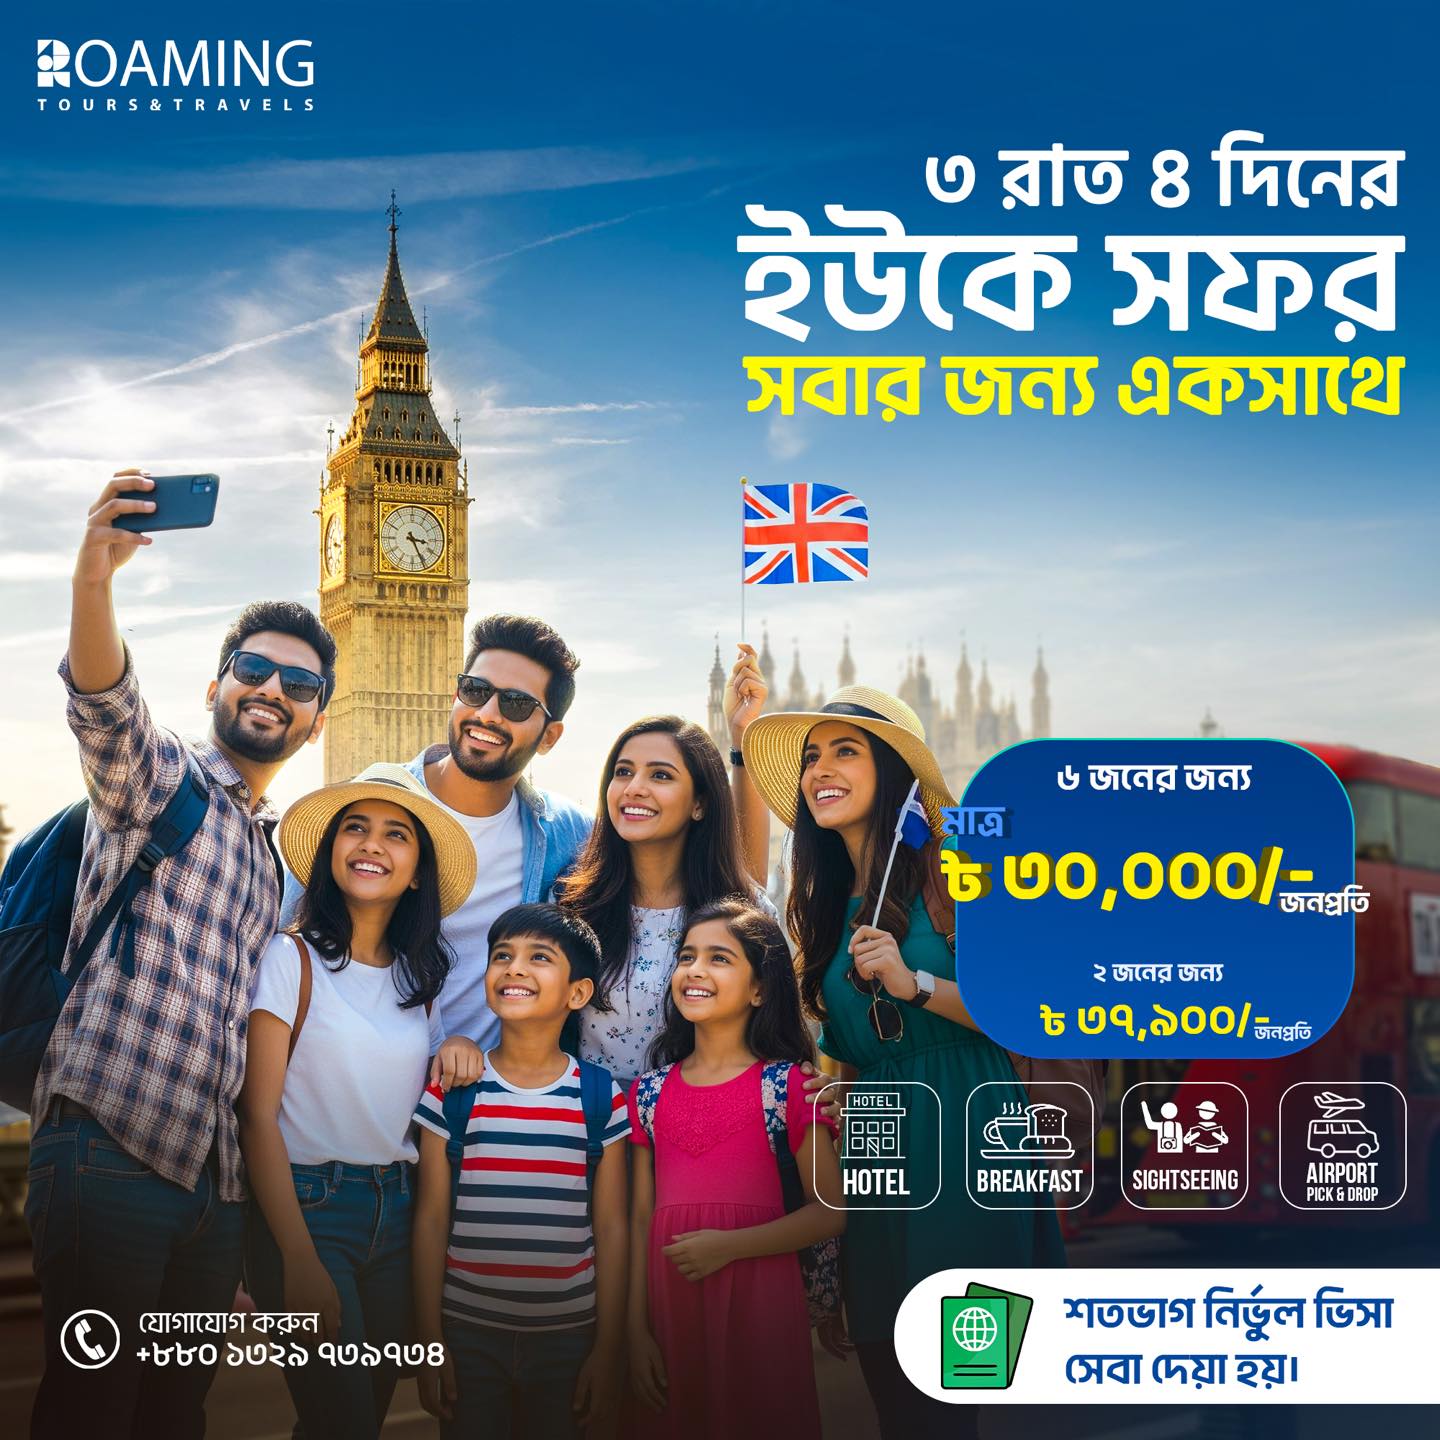 ROAMING
TOURS & TRAVELS
৩ রাত ৪ দিনের
ইউকে সফর
সবার জন্য একসাথে
৬ জনের জন্য
মাত্র
৳ ৩০,০০০/-
জনপ্রতি
২ জনের জন্য
৳ ৩৭,৯০০/-
জনপ্রতি
HOTEL
HOTEL
BREAKFAST
SIGHTSEEING
AIRPORT
PICK & DROP
যোগাযোগ করুন
+৮৮০ ১৩২৯ ৭৩৯৭৩৪
শতভাগ নির্ভুল ভিসা
সেবা দেয়া হয়।